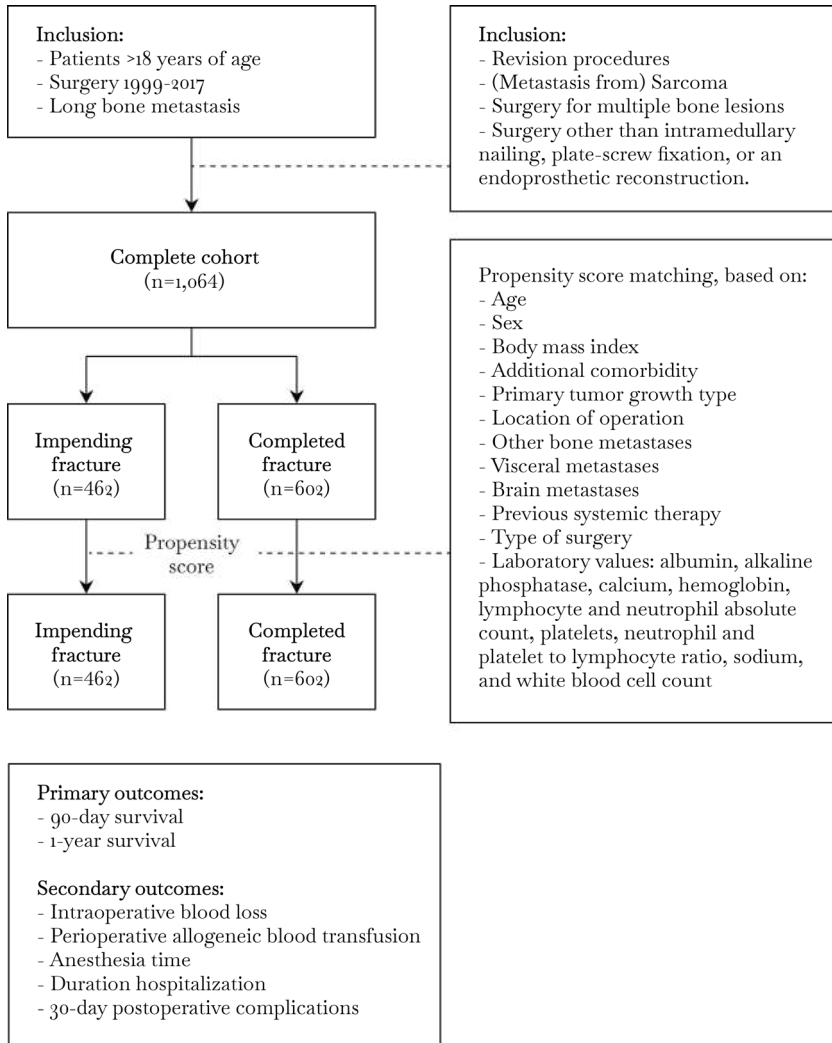 Inclusion:
- Patients >18 years of age
- Surgery 1999-2017
- Long bone metastasis
Inclusion:
- Revision procedures
- (Metastasis from) Sarcoma
- Surgery for multiple bone lesions
- Surgery other than intramedullary
nailing, plate-screw fixation, or an
endoprosthetic reconstruction.
Complete cohort
(n=1,064)
Propensity score matching, based on:
- Age
- Sex
- Body mass index
- Additional comorbidity
- Primary tumor growth type
- Location of operation
- Other bone metastases
- Visceral metastases
- Brain metastases
- Previous systemic therapy
- Type of surgery
- Laboratory values: albumin, alkaline
phosphatase, calcium, hemoglobin,
lymphocyte and neutrophil absolute
count, platelets, neutrophil and
platelet to lymphocyte ratio, sodium,
and white blood cell count
Impending
fracture
(n=462)
Completed
fracture
(n=602)
Propensity
score
Impending
fracture
(n=462)
Completed
fracture
(n=602)
Primary outcomes:
- 90-day survival
- 1-year survival
Secondary outcomes:
- Intraoperative blood loss
- Perioperative allogeneic blood transfusion
- Anesthesia time
- Duration hospitalization
- 30-day postoperative complications